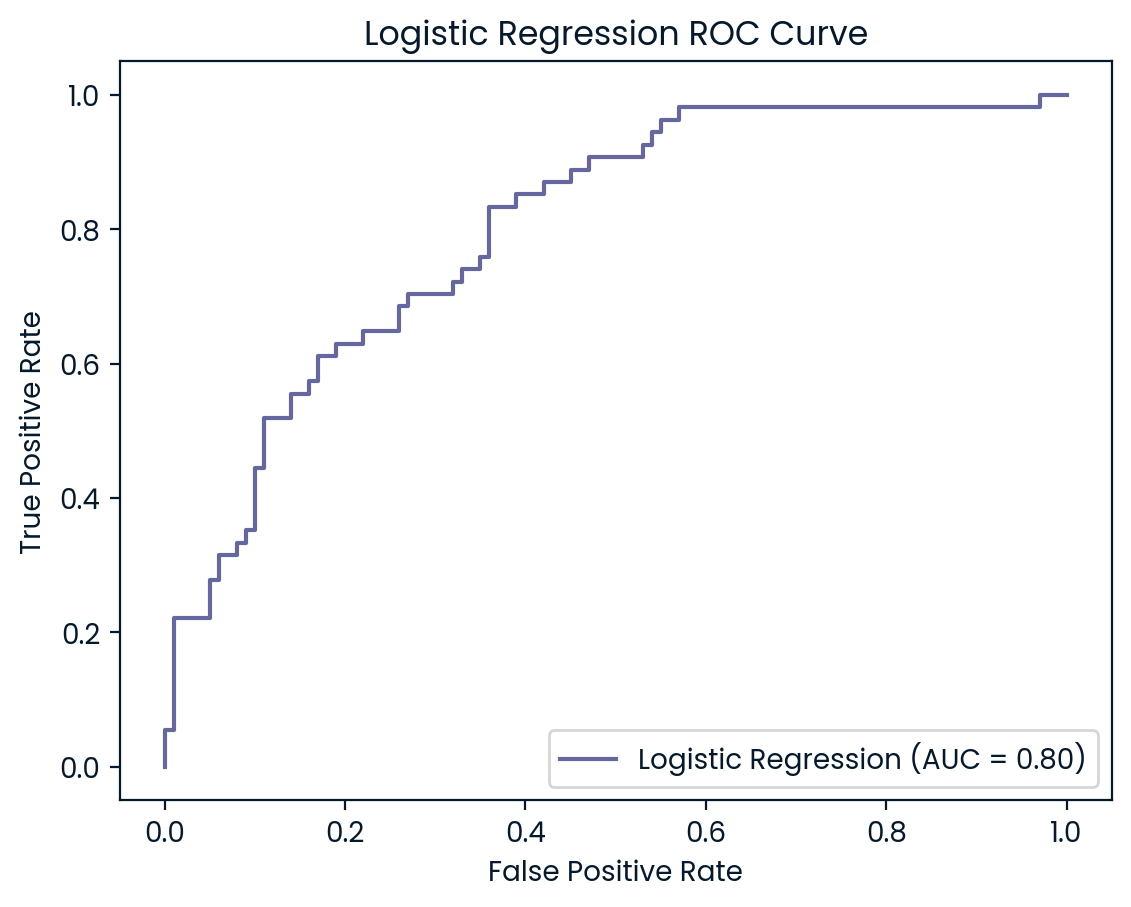 Logistic Regression ROC Curve
1.0
0.8
0.6
0.4
0.2
0.0
True Positive Rate
Logistic Regression (AUC = 0.80)
0.0 0.2 0.4 0.6 0.8 1.0
False Positive Rate